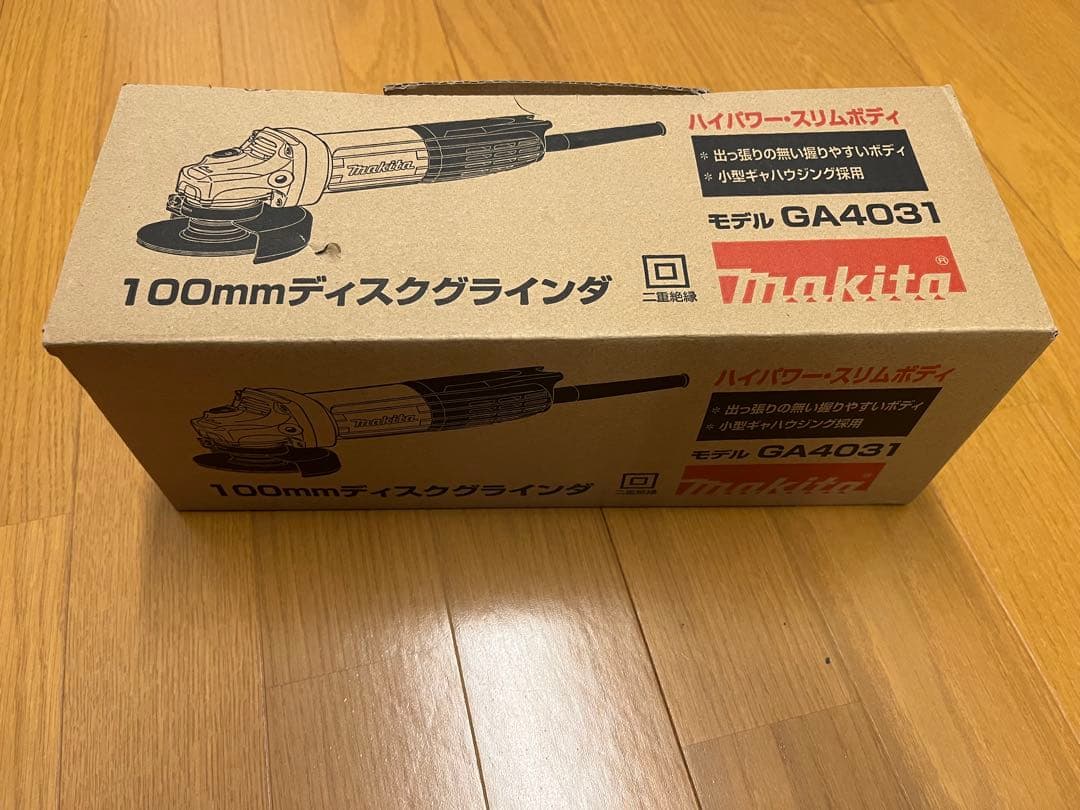 makita
ハイパワー・スリムボディ
* 出っ張りの無い握りやすいボディ
* 小型ギャハウジング採用
モデル GA4031
100mmディスクグラインダ
二重絶縁
makita®
makita
ハイパワー・スリムボディ
* 出っ張りの無い握りやすいボディ
* 小型ギャハウジング採用
モデル GA4031
100mmディスクグラインダ
二重絶縁
makita